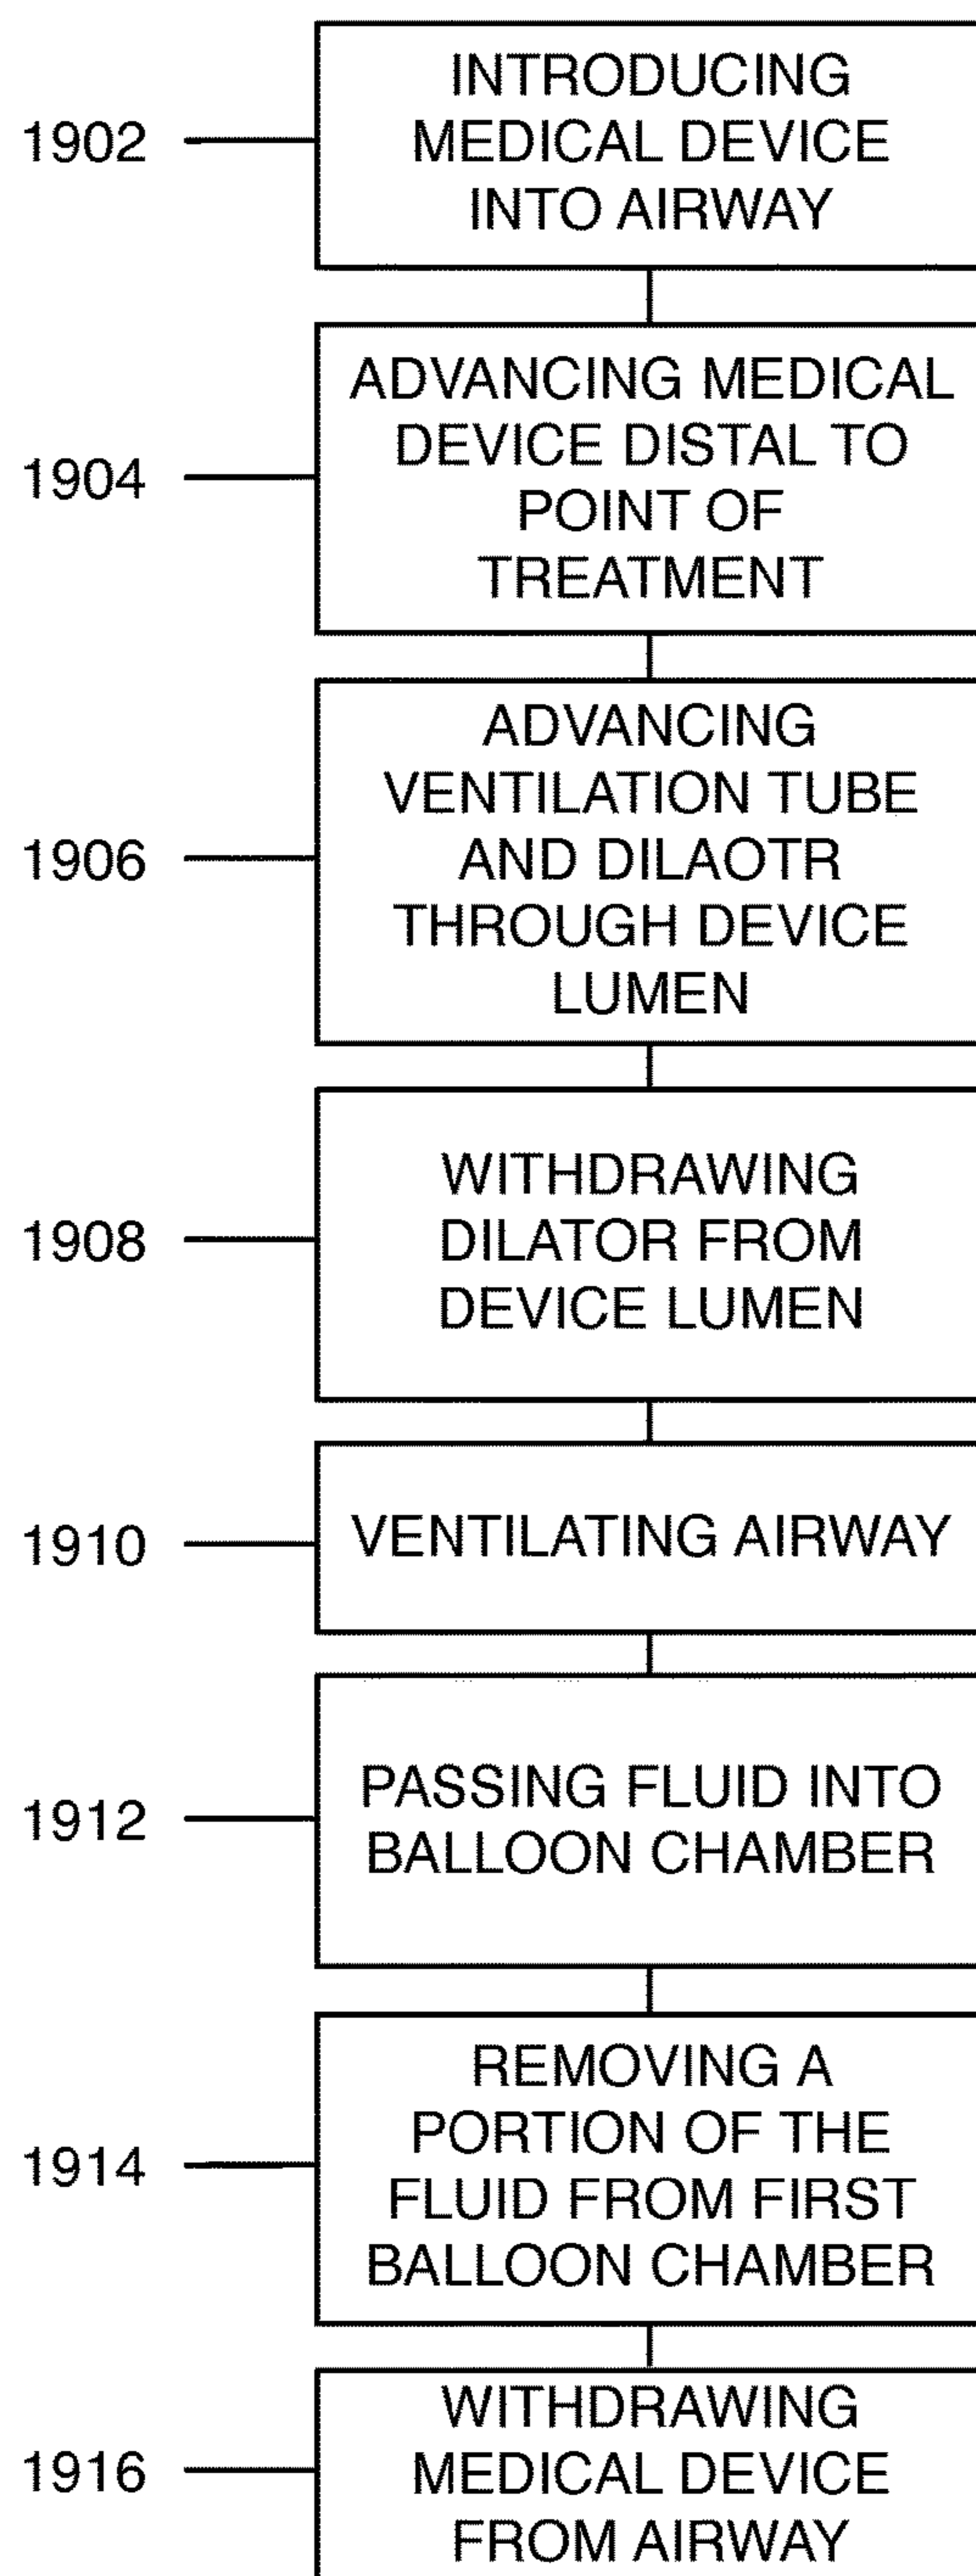 1902
INTRODUCING
MEDICAL DEVICE
INTO AIRWAY
1904
ADVANCING MEDICAL
DEVICE DISTAL TO
POINT OF
TREATMENT
1906
ADVANCING
VENTILATION TUBE
AND DILAOTR
THROUGH DEVICE
LUMEN
1908
WITHDRAWING
DILATOR FROM
DEVICE LUMEN
1910
VENTILATING AIRWAY
1912
PASSING FLUID INTO
BALLOON CHAMBER
1914
REMOVING A
PORTION OF THE
FLUID FROM FIRST
BALLOON CHAMBER
1916
WITHDRAWING
MEDICAL DEVICE
FROM AIRWAY